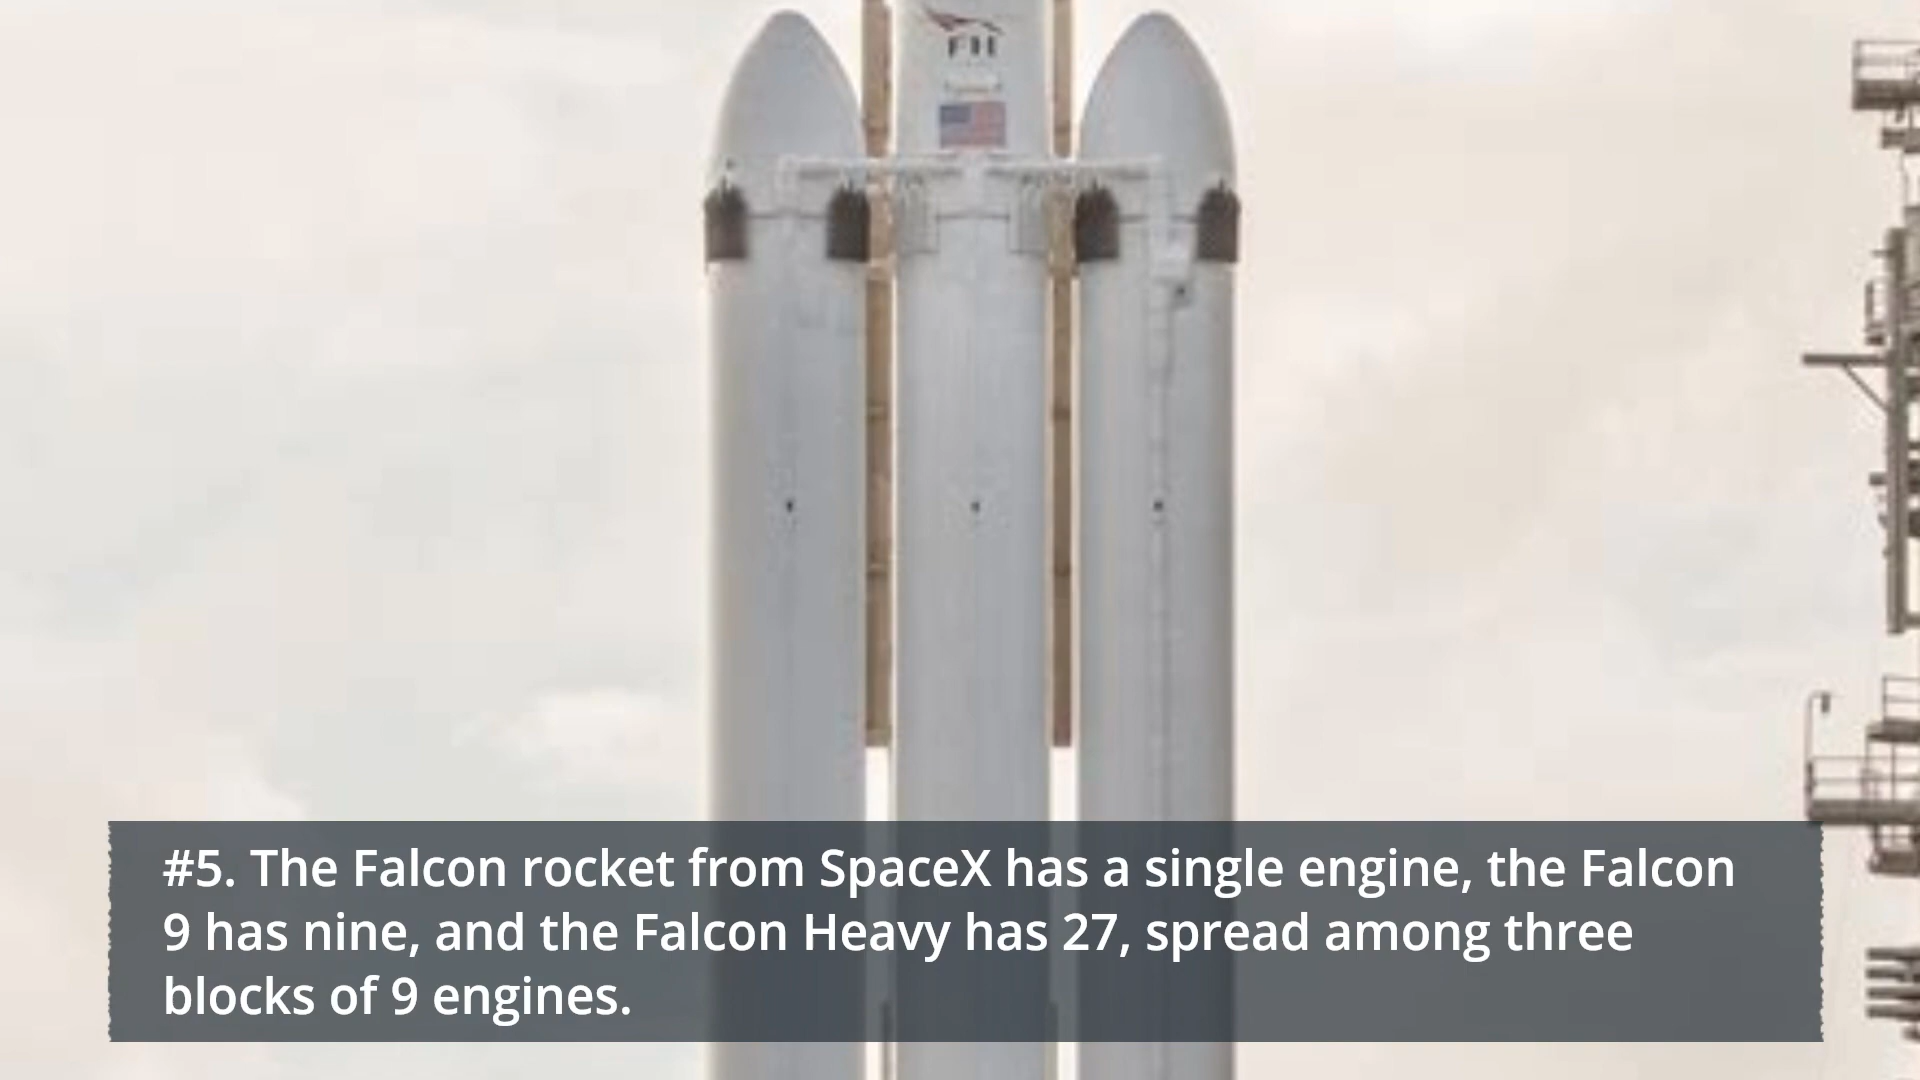 FH
#5. The Falcon rocket from SpaceX has a single engine, the Falcon
9 has nine, and the Falcon Heavy has 27, spread among three
blocks of 9 engines.